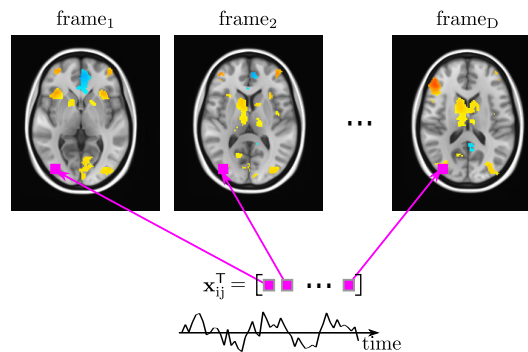 frame₁ frame₂ frame_D
...
x_ij^T = [ ... ]
time